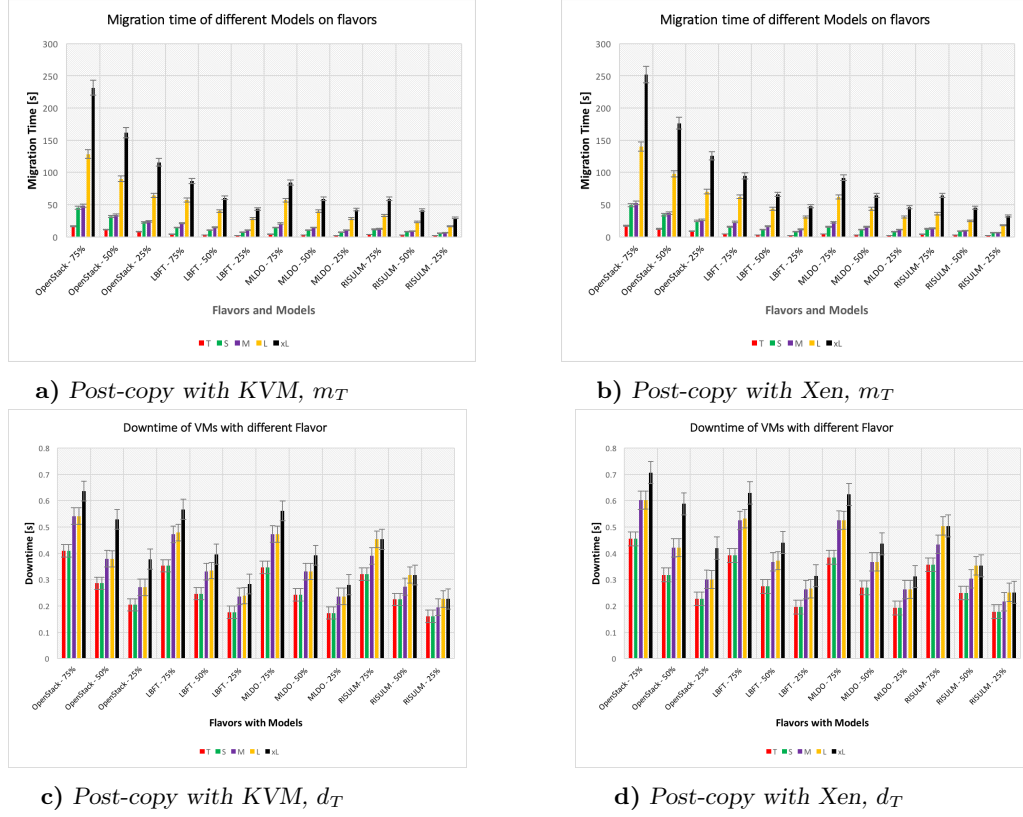 Migration time of different Models on flavors
Migration Time [s]
300
250
200
150
100
50
0
OpenStack - 75%
OpenStack - 50%
OpenStack - 25%
LBFT - 75%
LBFT - 50%
LBFT - 25%
MLDO - 75%
MLDO - 50%
MLDO - 25%
RISULM - 75%
RISULM - 50%
RISULM - 25%
Flavors and Models
T S M L xL
a) Post-copy with KVM, m_T
Migration time of different Models on flavors
Migration Time [s]
300
250
200
150
100
50
0
OpenStack - 75%
OpenStack - 50%
OpenStack - 25%
LBFT - 75%
LBFT - 50%
LBFT - 25%
MLDO - 75%
MLDO - 50%
MLDO - 25%
RISULM - 75%
RISULM - 50%
RISULM - 25%
Flavors and Models
T S M L xL
b) Post-copy with Xen, m_T
Downtime of VMs with different Flavor
Downtime [s]
0.8
0.7
0.6
0.5
0.4
0.3
0.2
0.1
0
OpenStack - 75%
OpenStack - 50%
OpenStack - 25%
LBFT - 75%
LBFT - 50%
LBFT - 25%
MLDO - 75%
MLDO - 50%
MLDO - 25%
RISULM - 75%
RISULM - 50%
RISULM - 25%
Flavors with Models
T S M L xL
c) Post-copy with KVM, d_T
Downtime of VMs with different Flavor
Downtime [s]
0.8
0.7
0.6
0.5
0.4
0.3
0.2
0.1
0
OpenStack - 75%
OpenStack - 50%
OpenStack - 25%
LBFT - 75%
LBFT - 50%
LBFT - 25%
MLDO - 75%
MLDO - 50%
MLDO - 25%
RISULM - 75%
RISULM - 50%
RISULM - 25%
Flavors with Models
T S M L xL
d) Post-copy with Xen, d_T